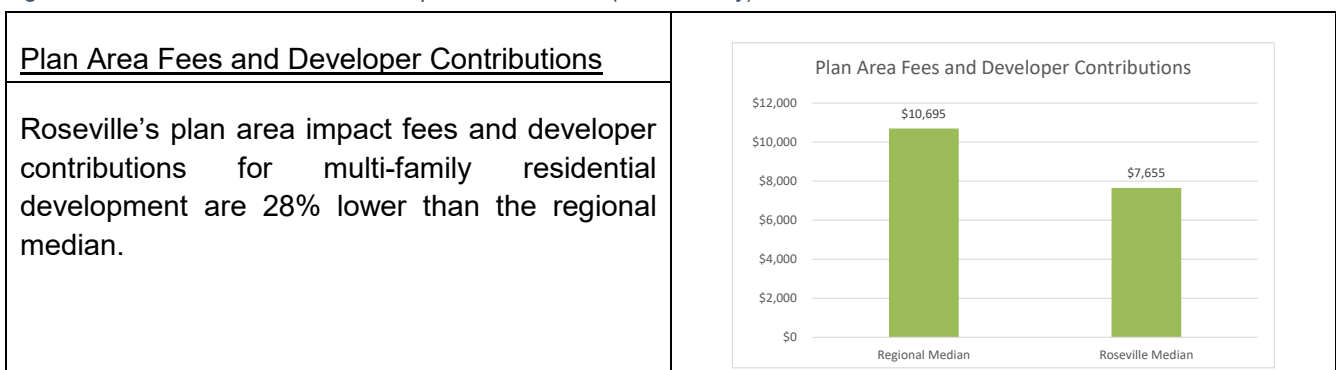 Plan Area Fees and Developer Contributions
Roseville’s plan area impact fees and developer
contributions for multi-family residential
development are 28% lower than the regional
median.
Plan Area Fees and Developer Contributions
$12,000
$10,000
$8,000
$6,000
$4,000
$2,000
$0
$10,695
$7,655
Regional Median
Roseville Median